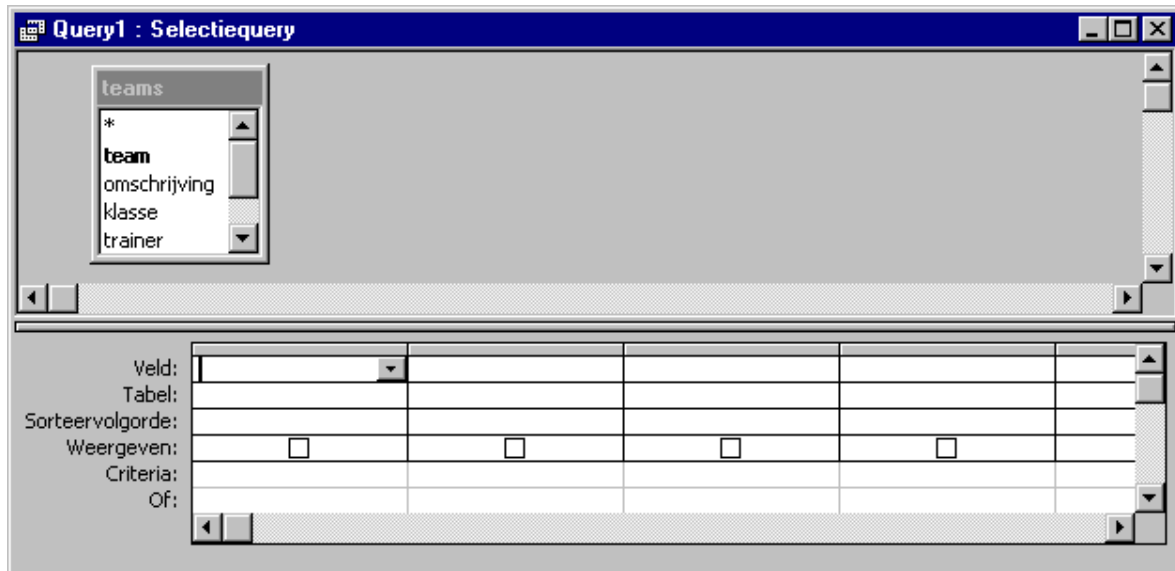 Query1 : Selectiequery
teams
*
team
omschrijving
klasse
trainer
Veld:
Tabel:
Sorteervolgorde:
Weergeven:
Criteria:
Of: